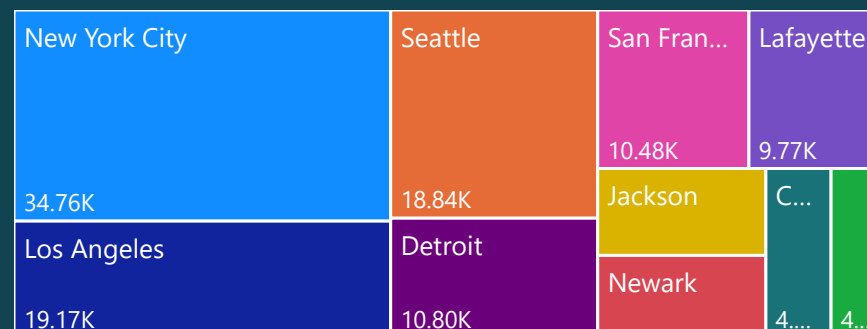 New York City
34.76K
Los Angeles
19.17K
Seattle
18.84K
Detroit
10.80K
San Fran...
10.48K
Lafayette
9.77K
Jackson
Newark
C...
4....
4...